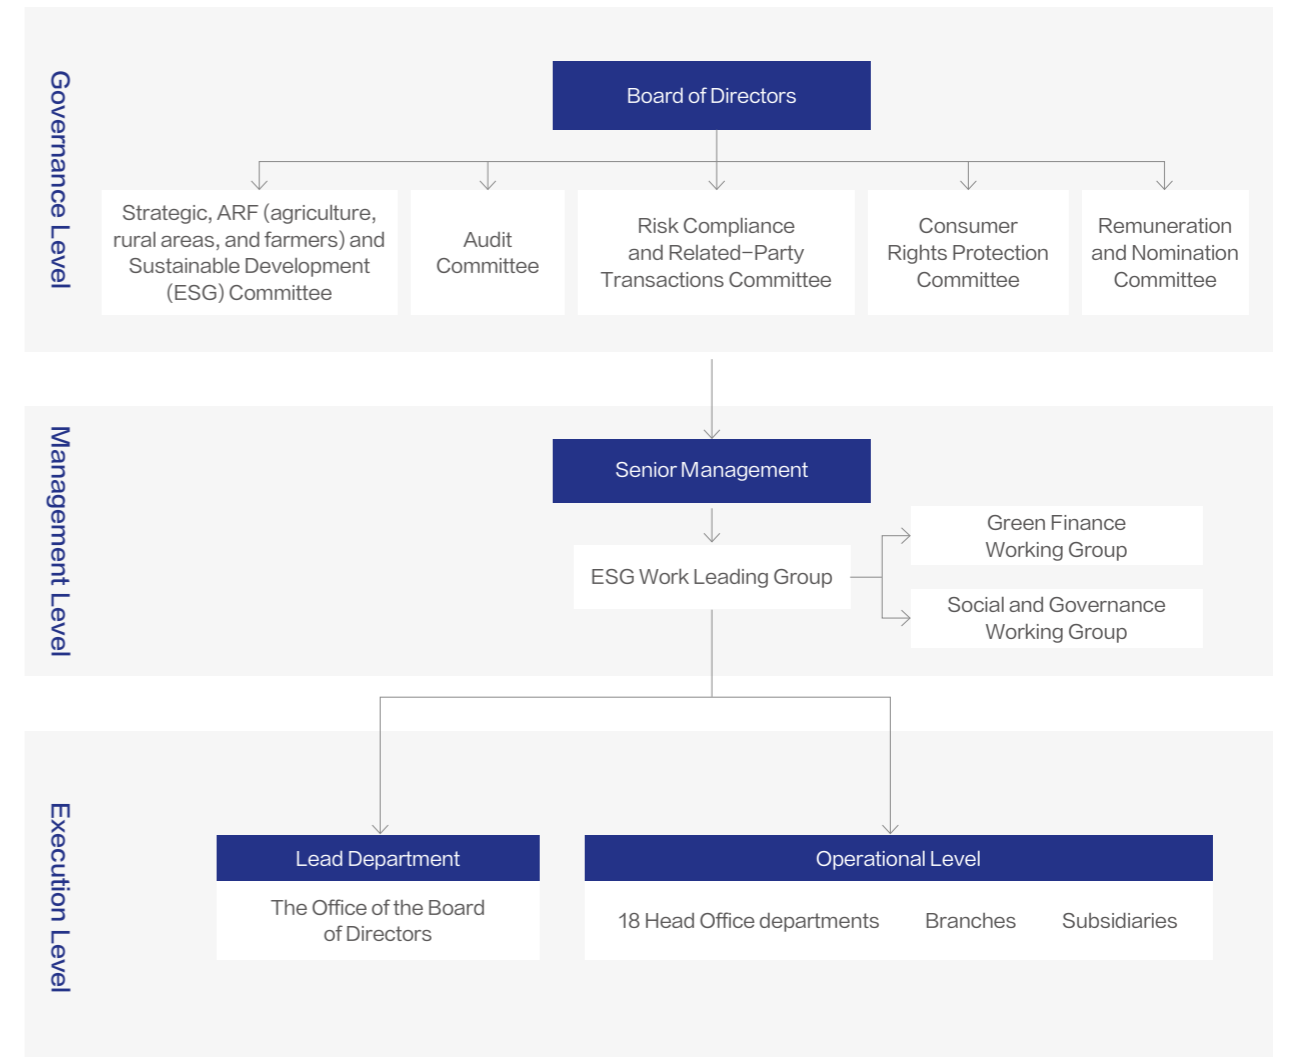 Governance Level
Board of Directors
Strategic, ARF (agriculture,
rural areas, and farmers) and
Sustainable Development
(ESG) Committee
Audit
Committee
Risk Compliance
and Related-Party
Transactions Committee
Consumer
Rights Protection
Committee
Remuneration
and Nomination
Committee
Management Level
Senior Management
ESG Work Leading Group
Green Finance
Working Group
Social and Governance
Working Group
Execution Level
Lead Department
The Office of the Board
of Directors
Operational Level
18 Head Office departments
Branches
Subsidiaries